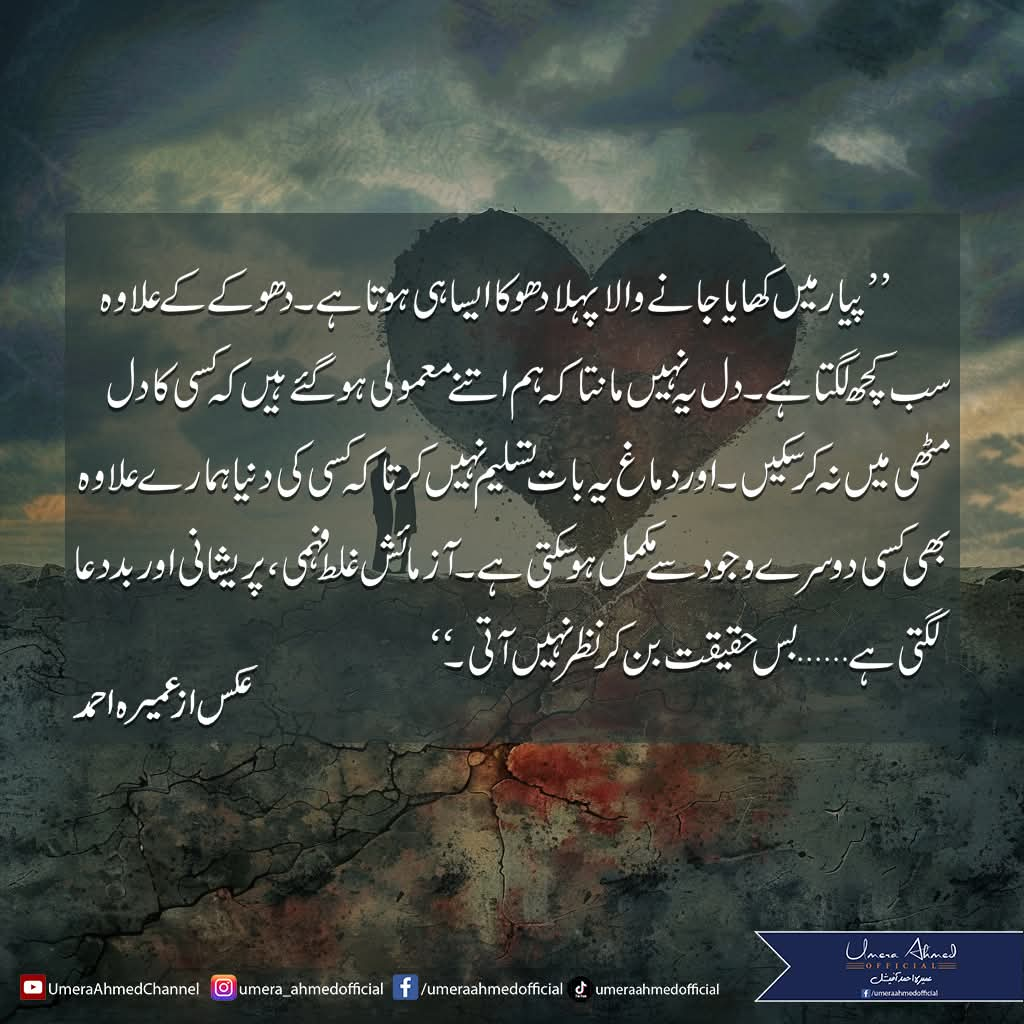 ”پیار میں کھایا جانے والا پہلا دھوکا ایسا ہی ہوتا ہے۔ دھوکے کے علاوہ
سب کچھ لگتا ہے۔ دل یہ نہیں مانتا کہ ہم اتنے معمولی ہو گئے ہیں کہ کسی کا دل
مٹھی میں نہ کر سکیں۔ اور دماغ یہ بات تسلیم نہیں کرتا کہ کسی کی دنیا ہمارے علاوہ
بھی کسی دوسرے وجود سے مکمل ہو سکتی ہے۔ آزمائش غلط فہمی، پریشانی اور بددعا
لگتی ہے......بس حقیقت بن کر نظر نہیں آتی۔“
عکس از عمیرہ احمد
Umera Ahmed
OFFICIAL
عمیرہ احمد آفیشل
/umeraahmedofficial
UmeraAhmedChannel umera_ahmedofficial /umeraahmedofficial umeraahmedofficial